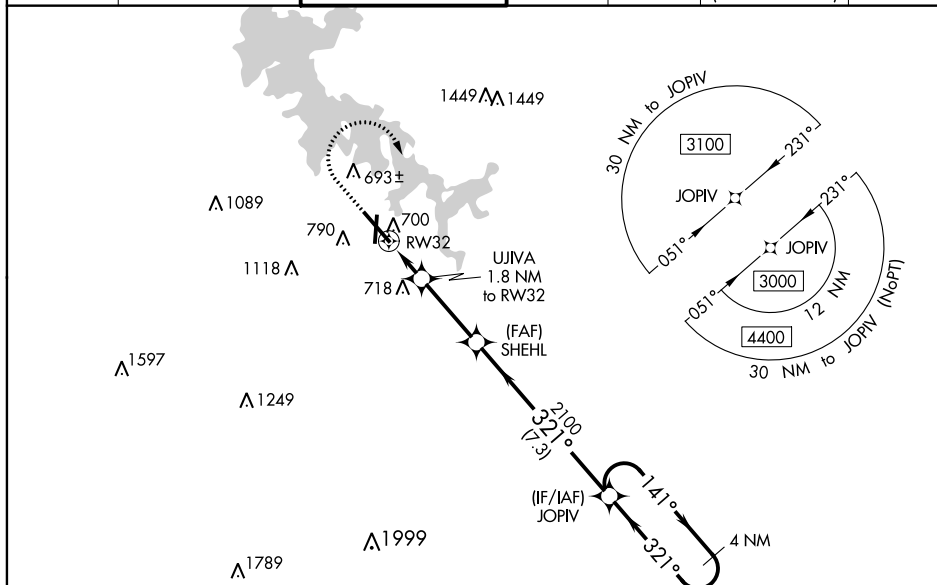 1449 1449
30 NM to JOPIV
3100
231°
JOPIV
051°
693±
1089
700
790
RW32
1118
UJIVA
1.8 NM
to RW32
718
231°
JOPIV
3000
051°
12 NM
4400
30 NM to JOPIV (NoPT)
(FAF)
SHEHL
1597
1249
2100
321°
(7.3)
(IF/IAF)
JOPIV
141°
321°
4 NM
1999
1789